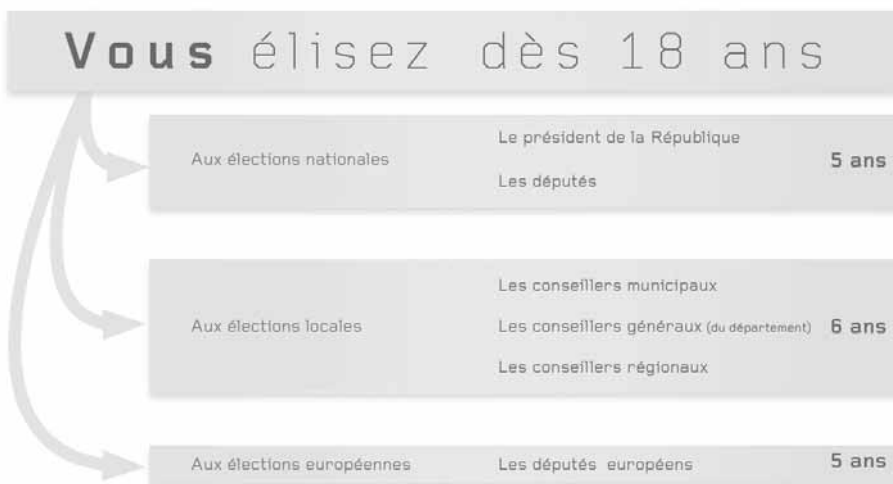 Vous élisez dès 18 ans
Aux élections nationales
Le président de la République
Les députés
5 ans
Aux élections locales
Les conseillers municipaux
Les conseillers généraux (du département)
Les conseillers régionaux
6 ans
Aux élections européennes
Les députés européens
5 ans